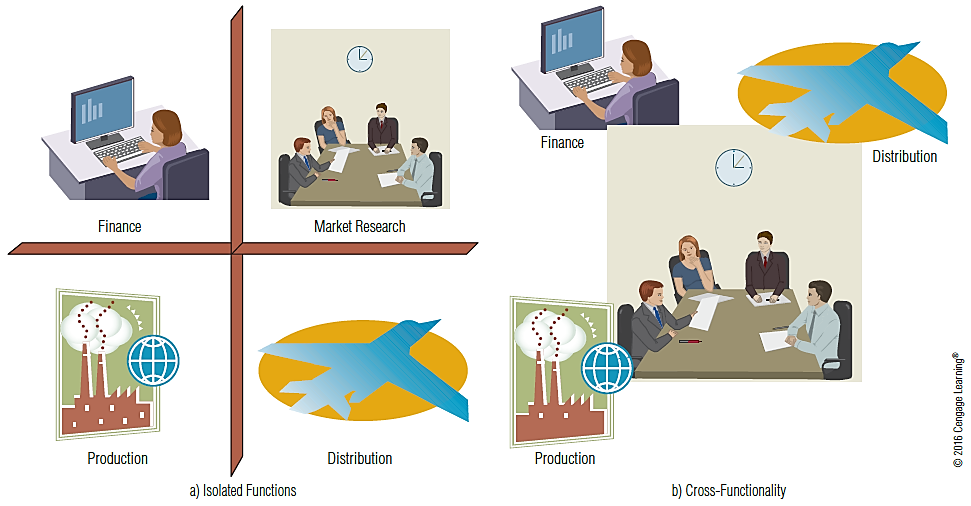 Finance
Market Research
Production
Distribution
a) Isolated Functions
Finance
Distribution
Production
b) Cross-Functionality
© 2016 Cengage Learning®